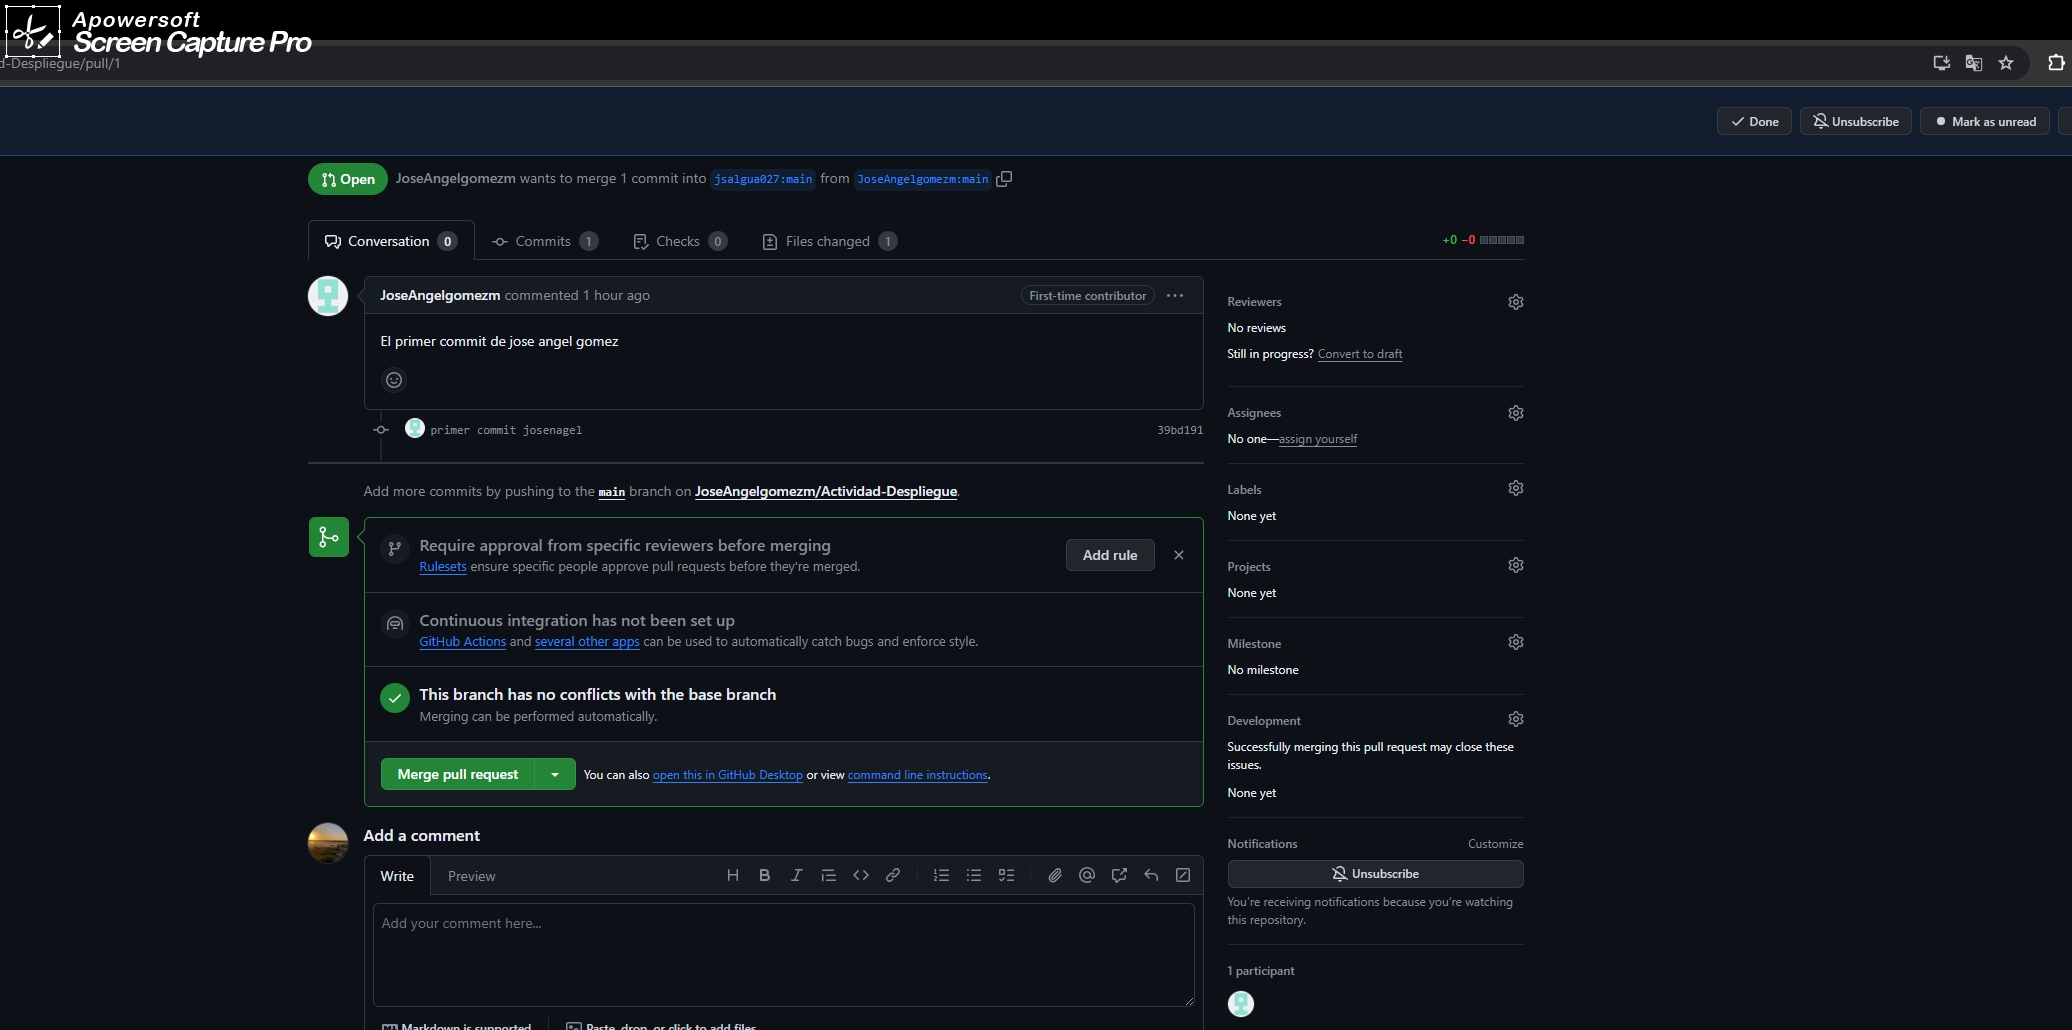 Apowersoft
Screen Capture Pro
d-Despliegue/pull/1
Done
Unsubscribe
Mark as unread
Open
JoseAngelgomezm wants to merge 1 commit into jsalgua027:main from JoseAngelgomezm:main
Conversation 0
Commits 1
Checks 0
Files changed 1
+0 −0
JoseAngelgomezm commented 1 hour ago
First-time contributor
El primer commit de jose angel gomez
primer commit josenagel
39bd191
Add more commits by pushing to the main branch on JoseAngelgomezm/Actividad-Despliegue.
Require approval from specific reviewers before merging
Rulesets ensure specific people approve pull requests before they're merged.
Add rule
Continuous integration has not been set up
GitHub Actions and several other apps can be used to automatically catch bugs and enforce style.
This branch has no conflicts with the base branch
Merging can be performed automatically.
Merge pull request
You can also open this in GitHub Desktop or view command line instructions.
Add a comment
Write
Preview
Add your comment here...
Markdown is supported
Paste, drop, or click to add files
Reviewers
No reviews
Still in progress? Convert to draft
Assignees
No one—assign yourself
Labels
None yet
Projects
None yet
Milestone
No milestone
Development
Successfully merging this pull request may close these
issues.
None yet
Notifications
Customize
Unsubscribe
You're receiving notifications because you're watching
this repository.
1 participant